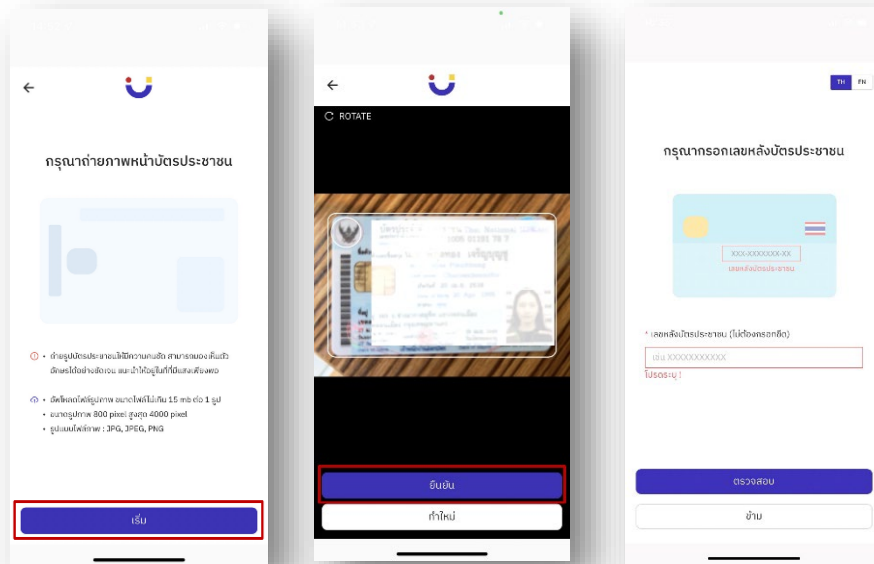 กรุณาถ่ายภาพหน้าบัตรประชาชน
ถ่ายรูปบัตรประชาชนให้มีความคมชัด สามารถมองเห็นตัว
อักษรได้อย่างชัดเจน แนะนำให้อยู่ในที่ที่มีแสงเพียงพอ
อัพโหลดไฟล์รูปภาพ ขนาดไฟล์ไม่เกิน 15 mb ต่อ 1 รูป
ขนาดรูปภาพ 800 pixel สูงสุด 4000 pixel
รูปแบบไฟล์ภาพ : JPG, JPEG, PNG
เริ่ม
ROTATE
ยืนยัน
ทำใหม่
TH EN
กรุณากรอกเลขหลังบัตรประชาชน
XXX-XXXXXXX-XX
เลขหลังบัตรประชาชน
* เลขหลังบัตรประชาชน (ไม่ต้องกรอกขีด)
เช่น XXXXXXXXXXX
โปรดระบุ !
ตรวจสอบ
ข้าม